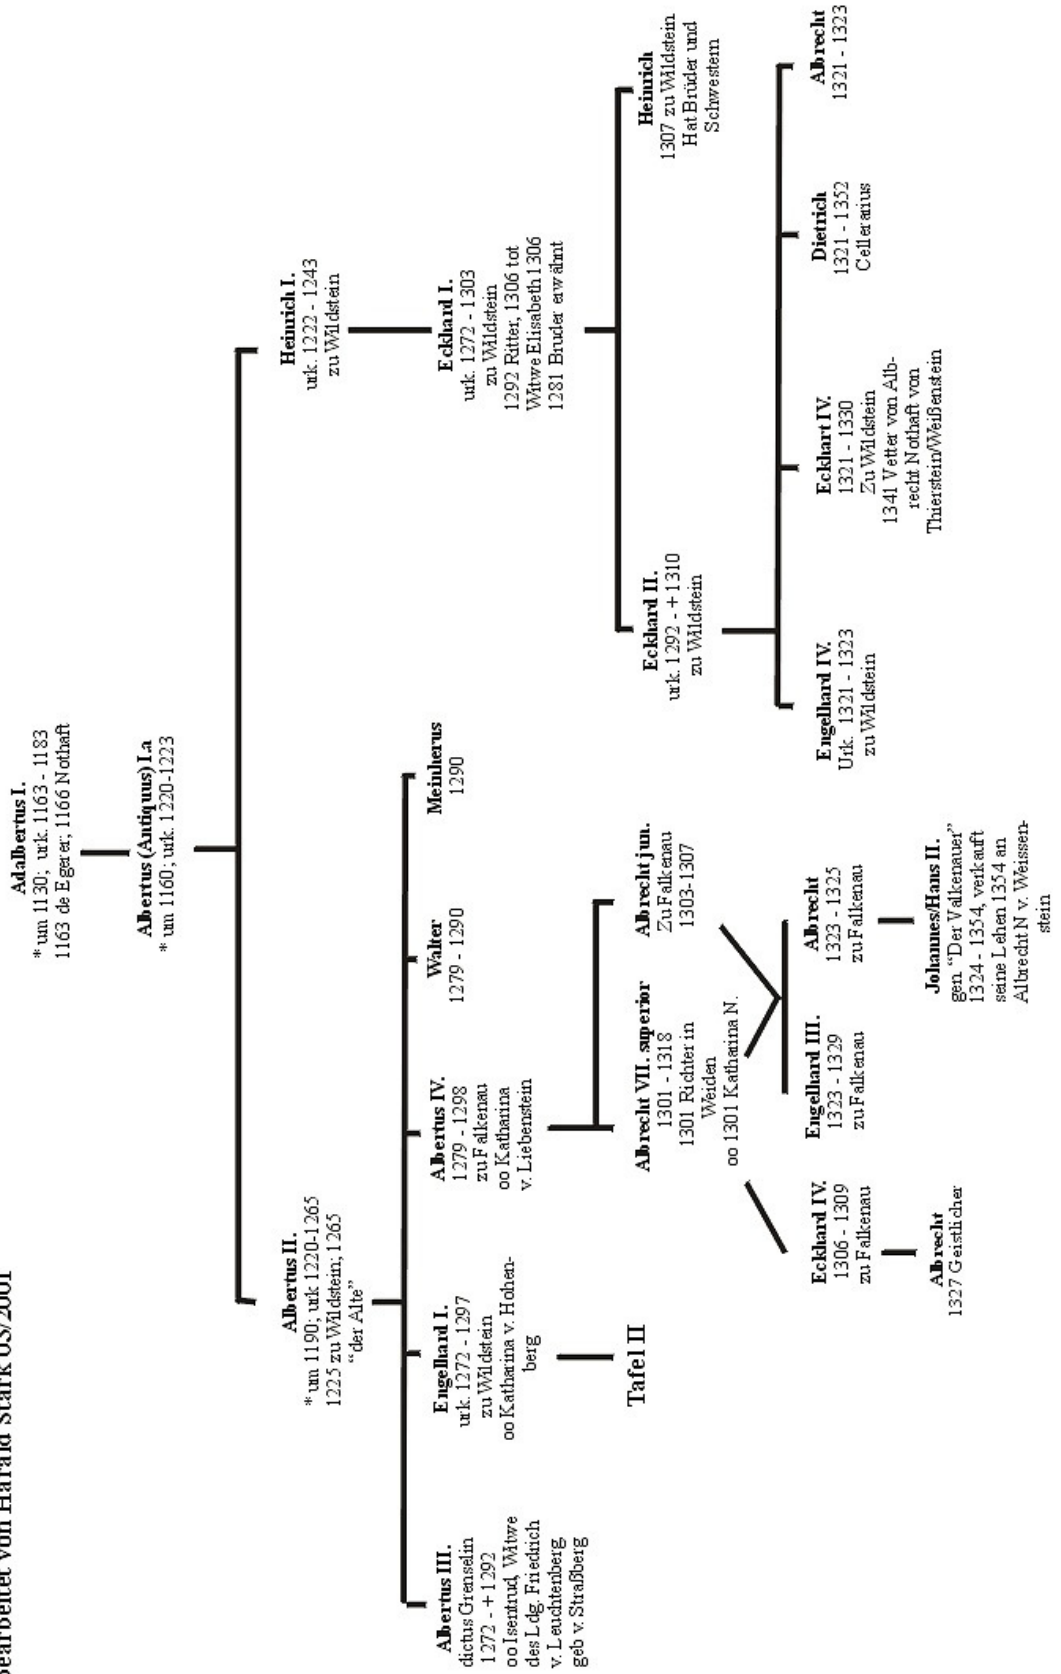 Bearbeitet von Harald Stark 03/2001
Adalbertus I.
* um 1130; urk. 1163 - 1183
1163 de Egerer; 1166 Nothaft
Albertus (Antiquus) I.a
* um 1160; urk. 1220-1223
Albertus II.
* um 1190; urk 1220-1265
1225 zu Wildstein; 1265
“der Alte”
Heinrich I.
urk. 1222 - 1243
zu Wildstein
Albertus III.
dictus Grenselin
1272 - +1292
oo Isentrud, Witwe
des Ldg. Friedrich
v. Leuchtenberg
geb v. Straßberg
Engelhard I.
urk. 1272 - 1297
zu Wildstein
oo Katharina v. Hohen-
berg
Albertus IV.
1279 - 1298
zu Falkenau
oo Katharina
v. Liebenstein
Walter
1279 - 1290
Meinherus
1290
Eckhard I.
urk. 1272 - 1303
zu Wildstein
1292 Ritter, 1306 tot
Witwe Elisabeth 1306
1281 Bruder erwähnt
Tafel II
Albrecht VII. superior
1301 - 1318
1301 Richter in
Weiden
oo 1301 Katharina N.
Albrecht jun.
Zu Falkenau
1303-1307
Eckhard II.
urk. 1292 - + 1310
zu Wildstein
Heinrich
1307 zu Wildstein
Hat Brüder und
Schwestern
Eckhard IV.
1306 - 1309
zu Falkenau
Engelhard III.
1323 - 1329
zu Falkenau
Albrecht
1323 - 1325
zu Falkenau
Engelhard IV.
Urk. 1321 - 1323
zu Wildstein
Eckhart IV.
1321 - 1330
Zu Wildstein
1341 Vetter von Alb-
recht Nothaft von
Thierstein/Weißenstein
Dietrich
1321 - 1352
Cellerarius
Albrecht
1321 - 1323
Albrecht
1327 Geistlicher
Johannes/Hans II.
gen. “Der Valkenauer”
1324 - 1354, verkauft
seine Lehen 1354 an
Albrecht N v. Weissen-
stein